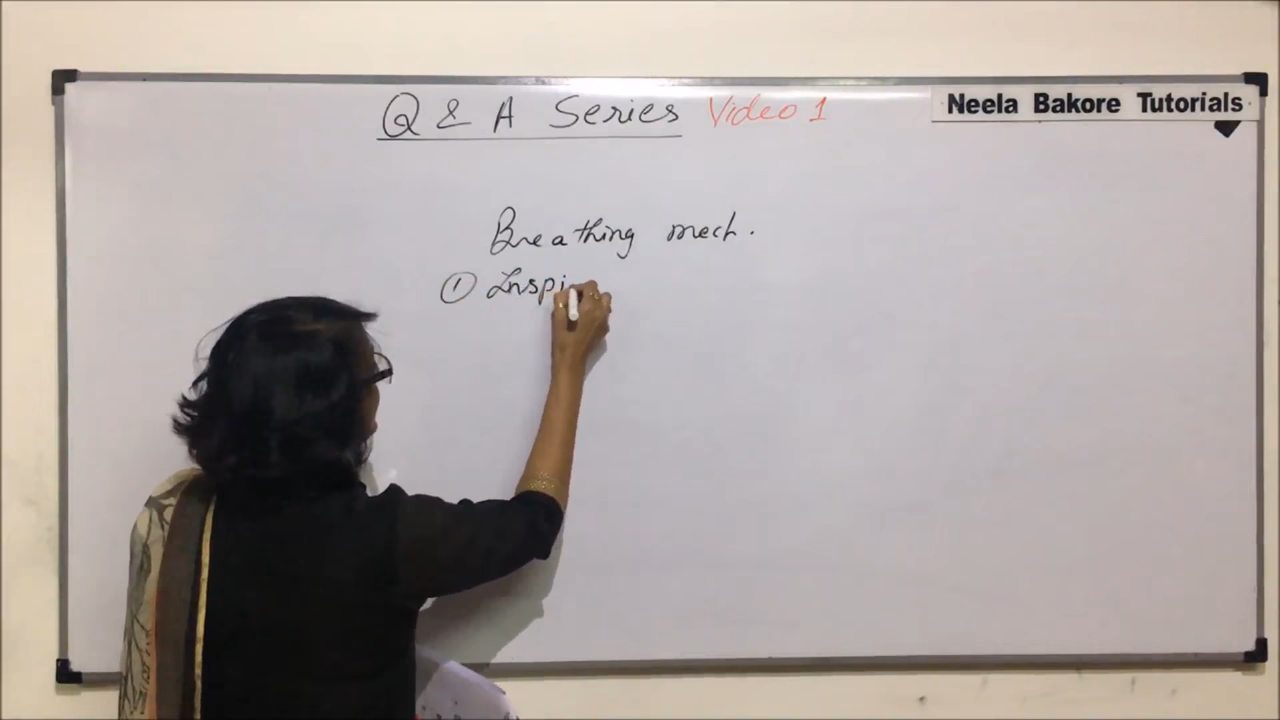 Q & A Series Video 1
Neela Bakore Tutorials
Breathing mech.
① Inspi